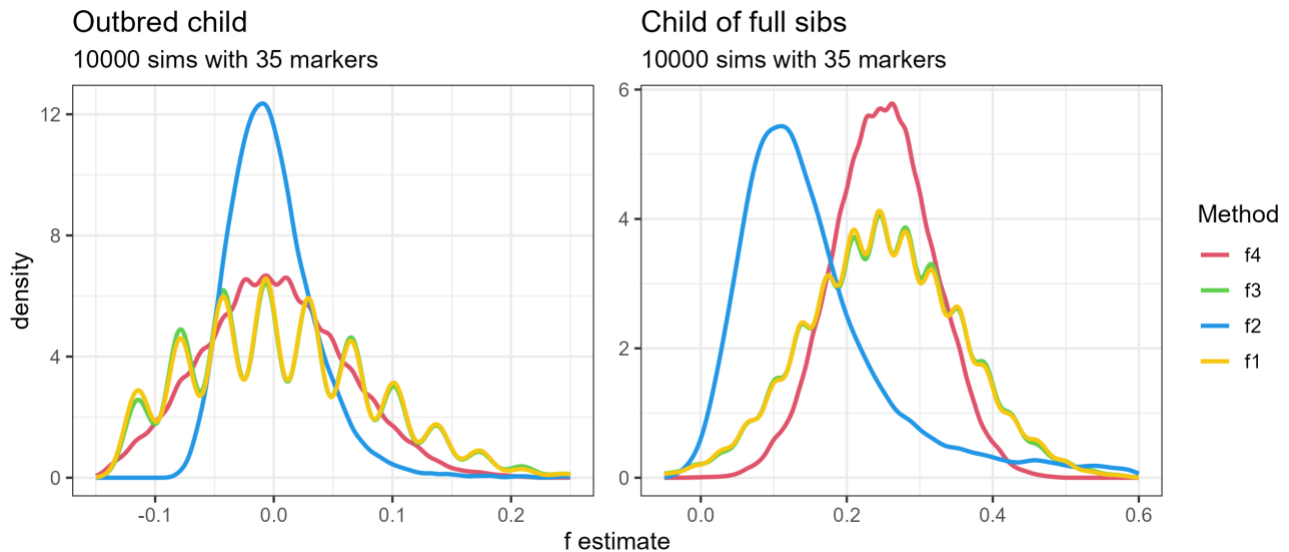 Outbred child
10000 sims with 35 markers
Child of full sibs
10000 sims with 35 markers
density
12
8
4
0
-0.1 0.0 0.1 0.2
6
4
2
0
0.0 0.2 0.4 0.6
f estimate
Method
f4
f3
f2
f1